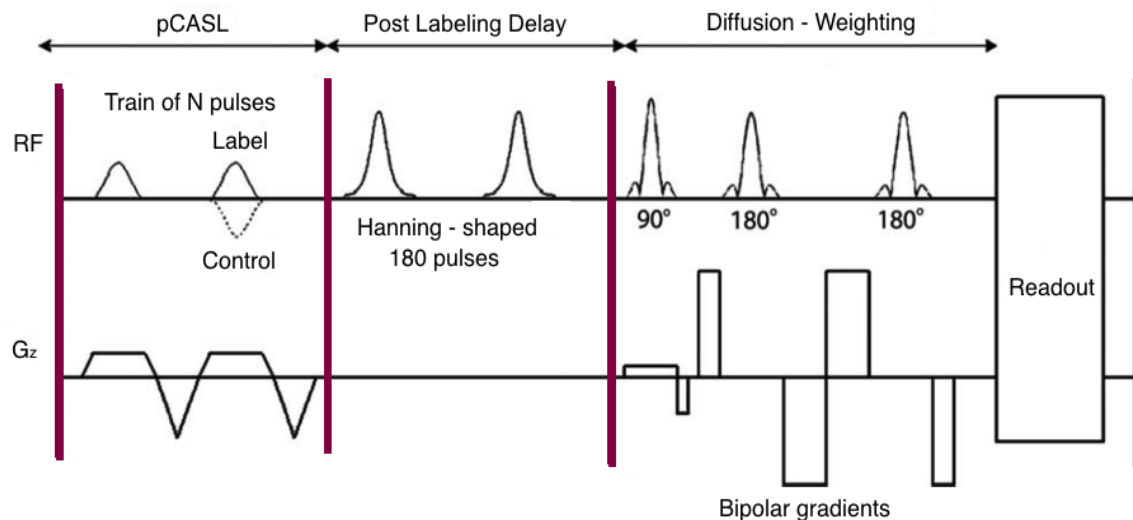 pCASL
Post Labeling Delay
Diffusion - Weighting
Train of N pulses
RF
Label
Control
Hanning - shaped
180 pulses
90°
180°
180°
Readout
Gz
Bipolar gradients